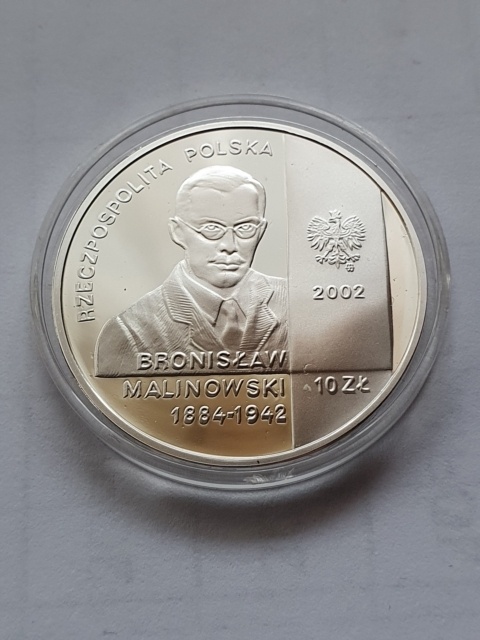 RZECZPOSPOLITA POLSKA
2002
BRONISŁAW
MALINOWSKI
1884-1942
10 ZŁ